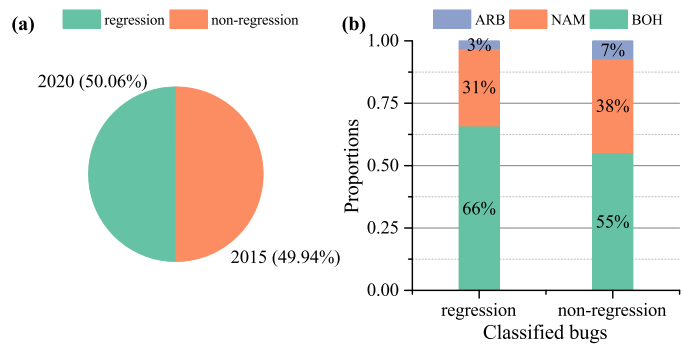 (a)
regression
non-regression
2020 (50.06%)
2015 (49.94%)
(b)
ARB
NAM
BOH
Proportions
1.00
0.75
0.50
0.25
0.00
3%
31%
66%
7%
38%
55%
regression
non-regression
Classified bugs